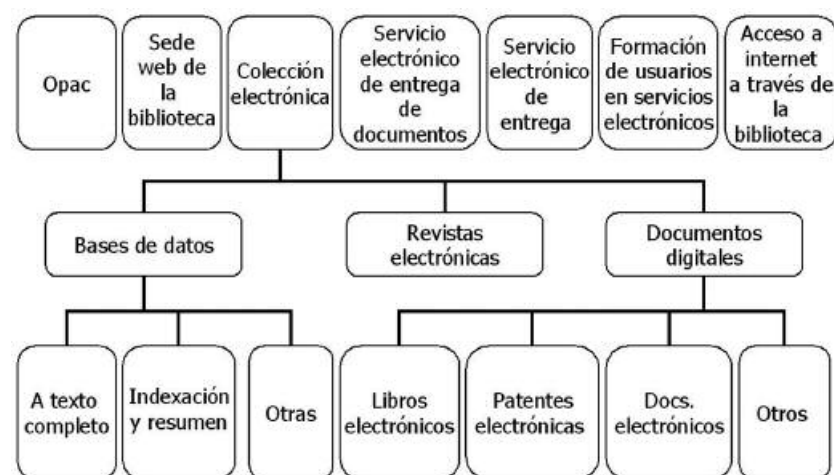 Opac
Sede
web de
la
biblioteca
Colección
electrónica
Servicio
electrónico
de entrega
de
documentos
Servicio
electrónico
de
entrega
Formación
de usuarios
en servicios
electrónicos
Acceso a
internet
a través de
la
biblioteca
Bases de datos
Revistas
electrónicas
Documentos
digitales
A texto
completo
Indexación
y resumen
Otras
Libros
electrónicos
Patentes
electrónicas
Docs.
electrónicos
Otros